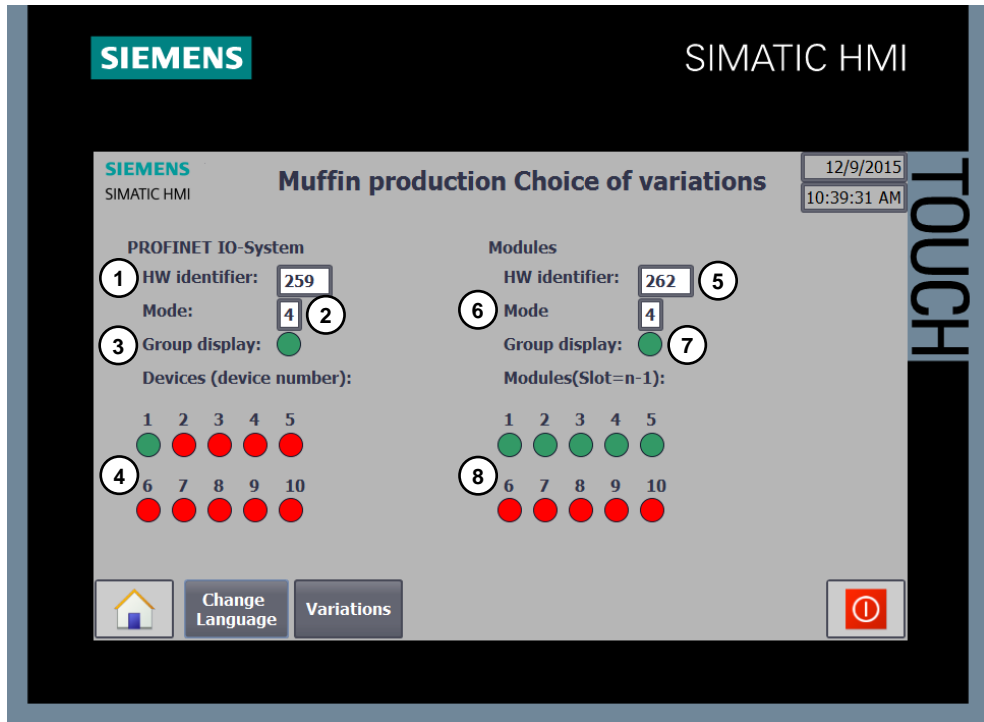 SIEMENS
SIMATIC HMI
TOUCH
SIEMENS
SIMATIC HMI
Muffin production Choice of variations
12/9/2015
10:39:31 AM
PROFINET IO-System
1 HW identifier: 259
Mode: 4 2
3 Group display:
Devices (device number):
1 2 3 4 5
4
6 7 8 9 10
Modules
HW identifier: 262 5
6 Mode 4
Group display: 7
Modules(Slot=n-1):
1 2 3 4 5
8
6 7 8 9 10
Change
Language
Variations